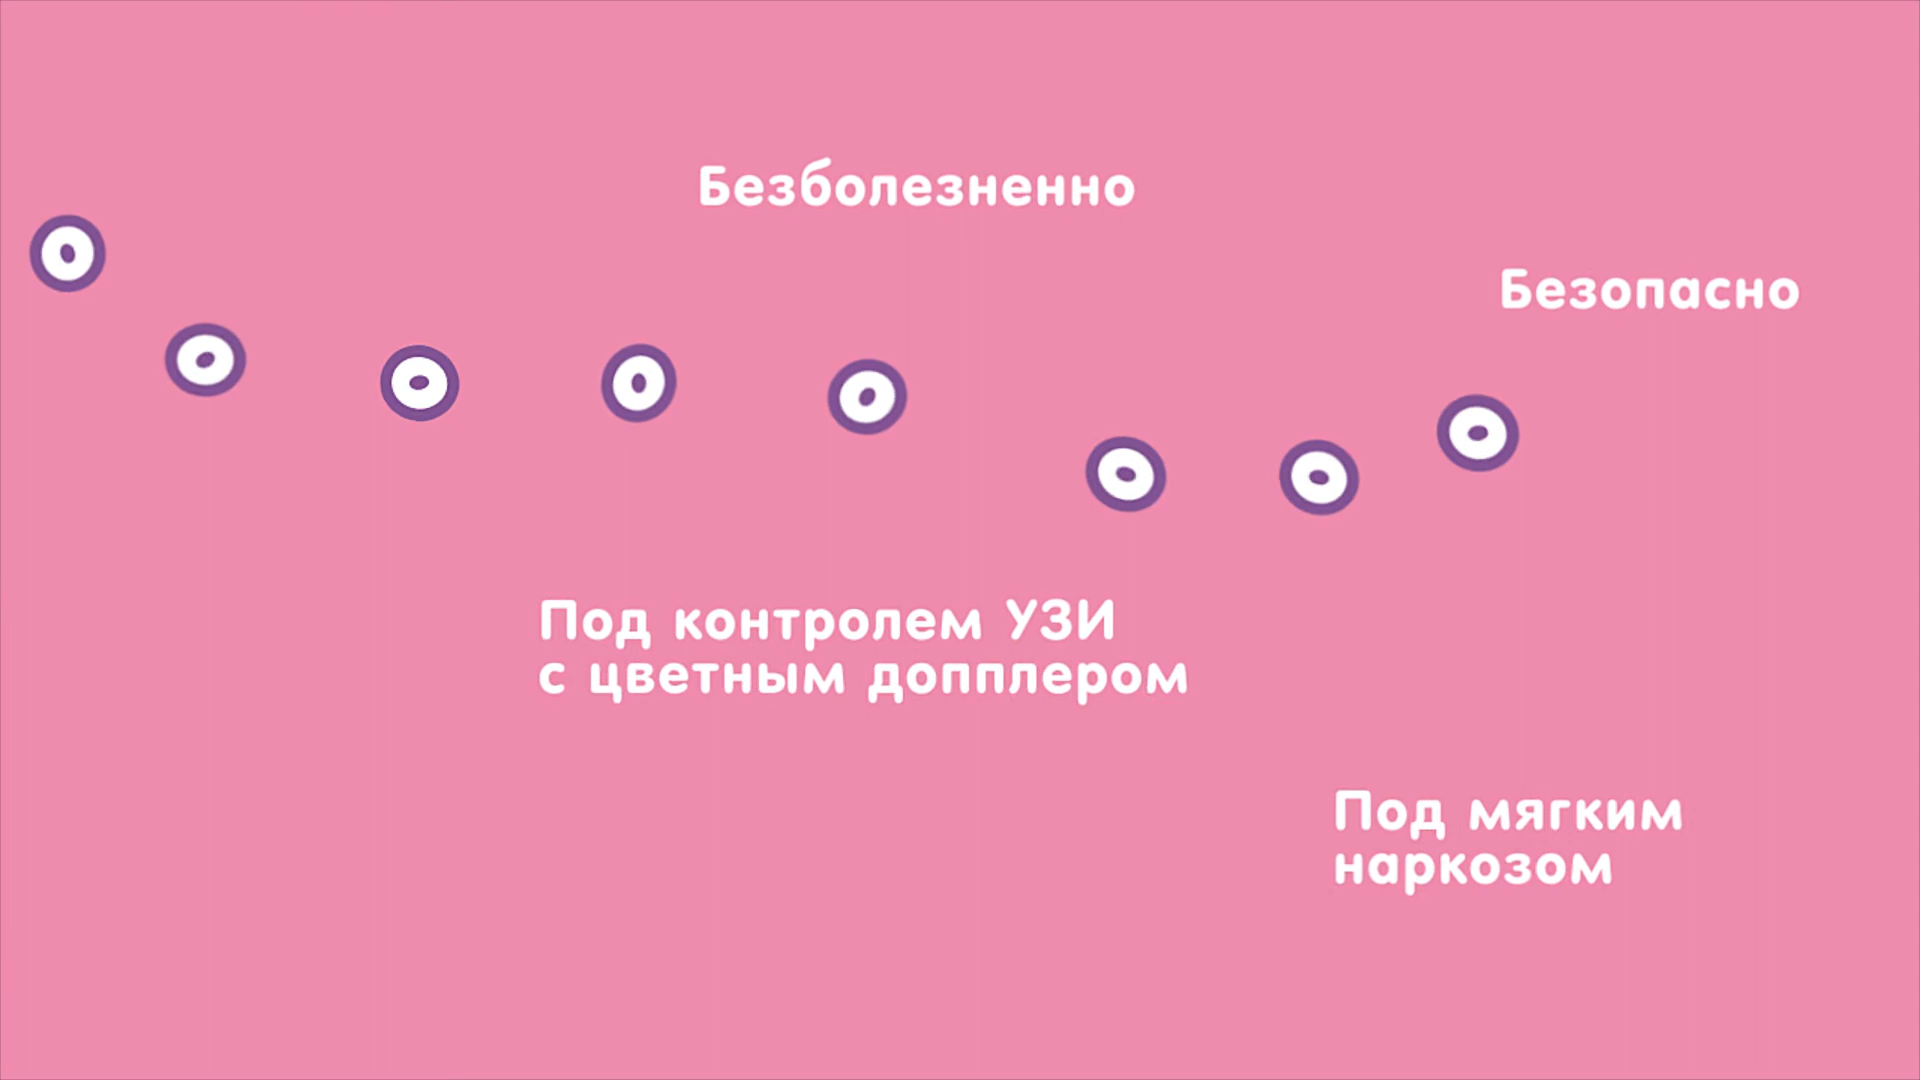 Безболезненно
Безопасно
Под контролем УЗИ
с цветным допплером
Под мягким
наркозом